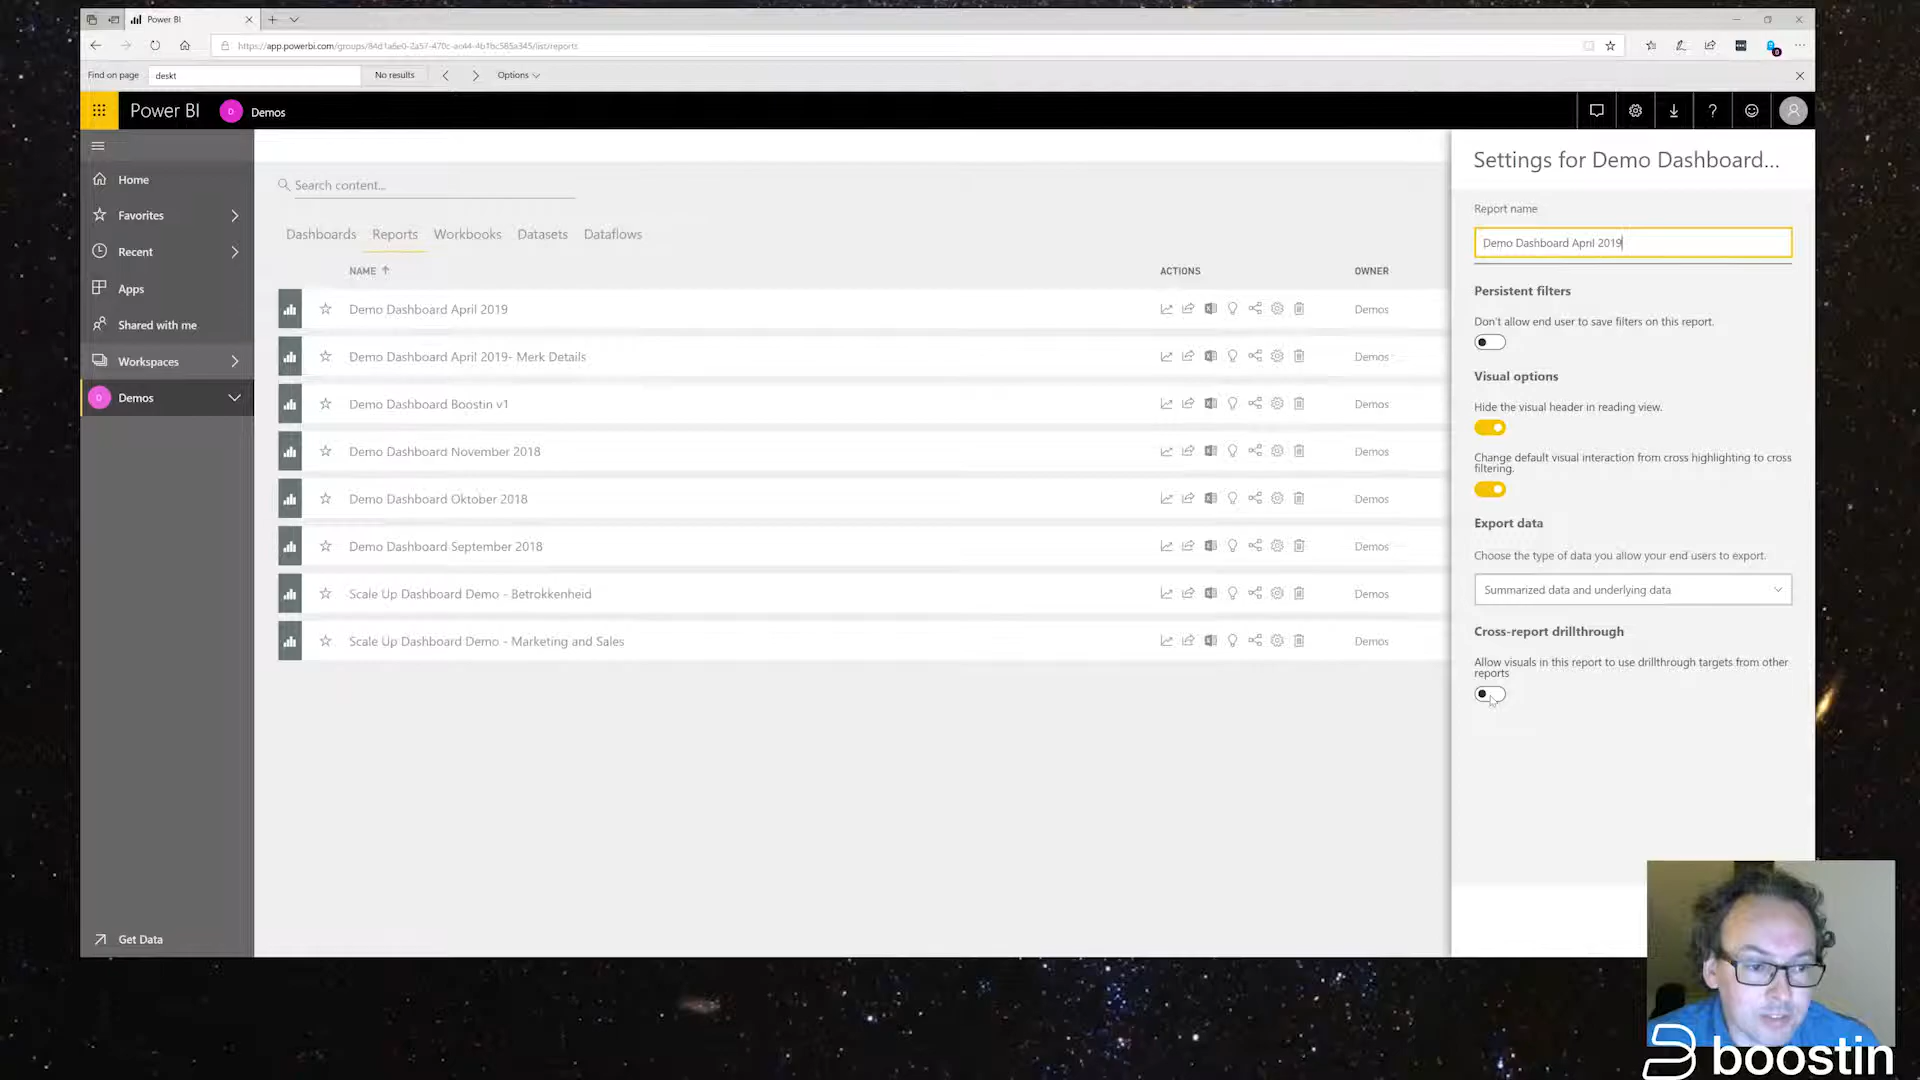 Power BI
https://app.powerbi.com/groups/84d1a6e0-2a57-470c-ac44-4b1bc585a345/list/reports
Find on page
deskt
No results
Options
Power BI
D
Demos
?
Settings for Demo Dashboard...
Home
Favorites
Recent
Apps
Shared with me
Workspaces
D
Demos
Get Data
Search content...
Dashboards Reports Workbooks Datasets Dataflows
NAME ACTIONS OWNER
Demo Dashboard April 2019 Demos
Demo Dashboard April 2019- Merk Details Demos
Demo Dashboard Boostin v1 Demos
Demo Dashboard November 2018 Demos
Demo Dashboard Oktober 2018 Demos
Demo Dashboard September 2018 Demos
Scale Up Dashboard Demo - Betrokkenheid Demos
Scale Up Dashboard Demo - Marketing and Sales Demos
Report name
Demo Dashboard April 2019
Persistent filters
Don't allow end user to save filters on this report.
Visual options
Hide the visual header in reading view.
Change default visual interaction from cross highlighting to cross
filtering.
Export data
Choose the type of data you allow your end users to export.
Summarized data and underlying data
Cross-report drillthrough
Allow visuals in this report to use drillthrough targets from other
reports
boostin